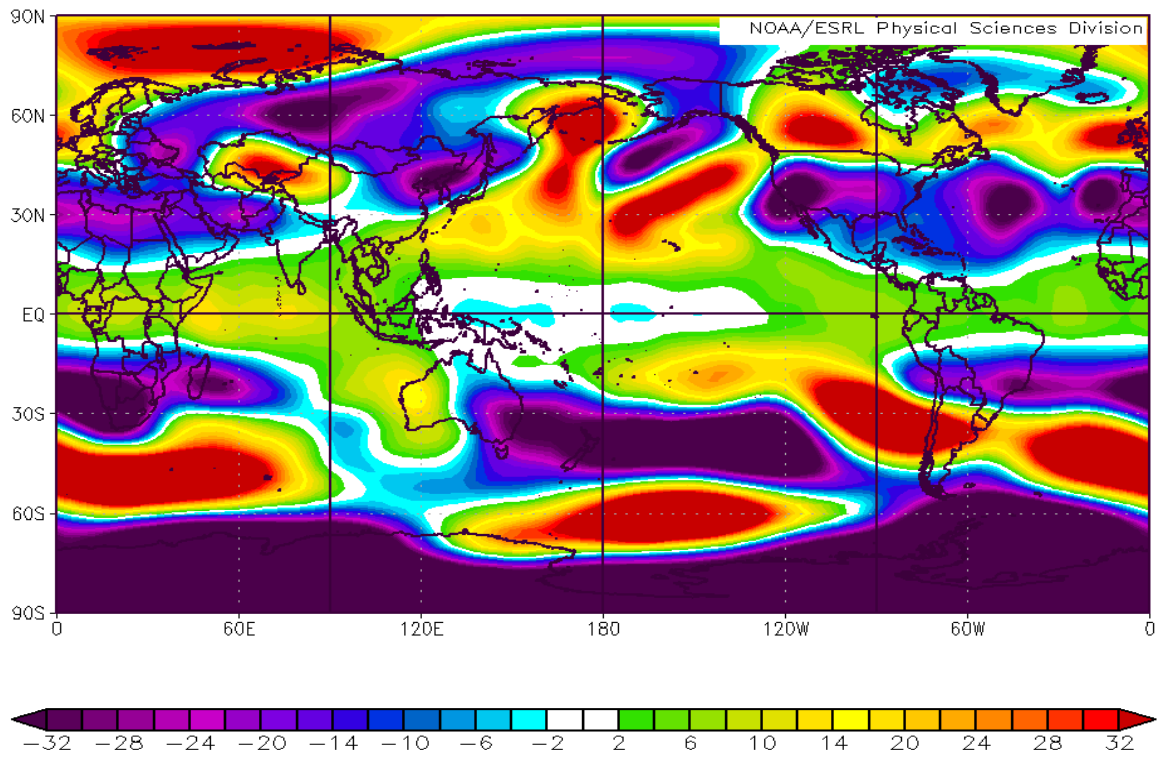 90N
NOAA/ESRL Physical Sciences Division
60N
30N
EQ
30S
60S
90S
0 60E 120E 180 120W 60W 0
−32 −28 −24 −20 −14 −10 −6 −2 2 6 10 14 20 24 28 32